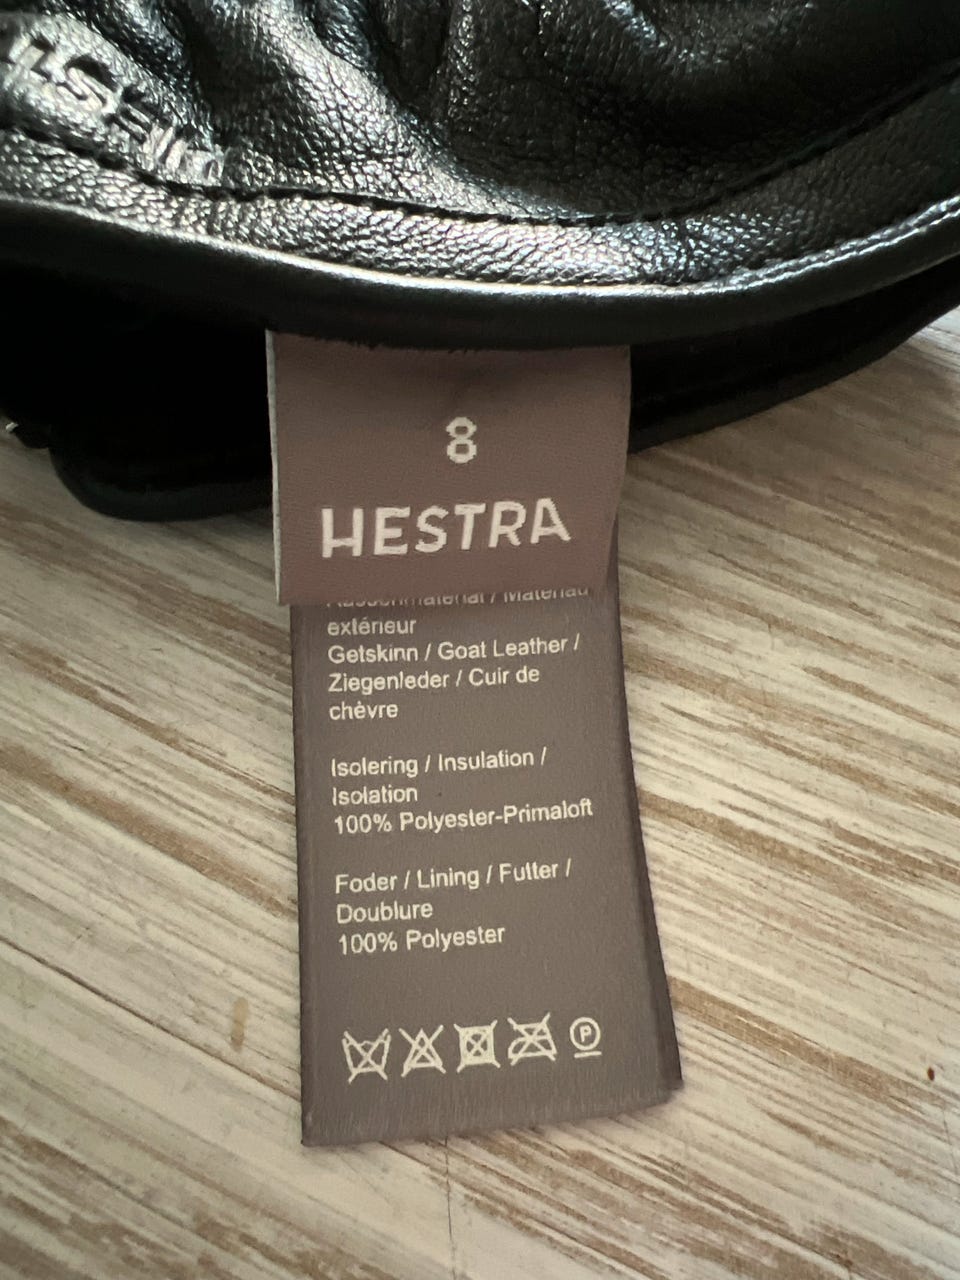 8
HESTRA
extérieur
Getskinn / Goat Leather /
Ziegenleder / Cuir de
chèvre
Isolering / Insulation /
Isolation
100% Polyester-Primaloft
Foder / Lining / Futter /
Doublure
100% Polyester
P